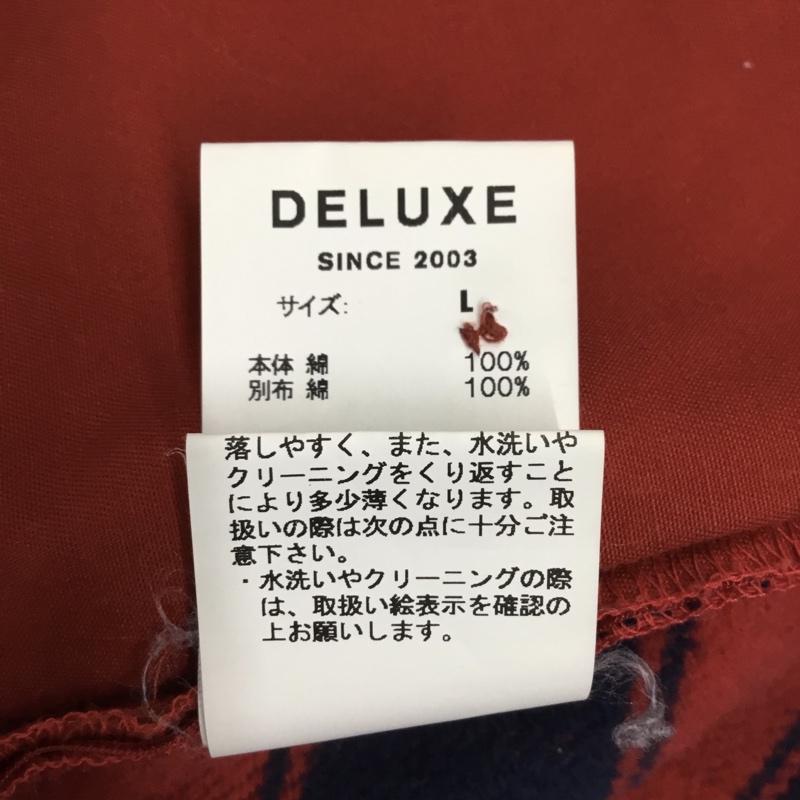 DELUXE
SINCE 2003
サイズ: L
本体 綿 100%
別布 綿 100%
落しやすく、また、水洗いや
クリーニングをくり返すこと
により多少薄くなります。取
扱いの際は次の点に十分ご注
意下さい。
・水洗いやクリーニングの際
は、取扱い絵表示を確認の
上お願いします。